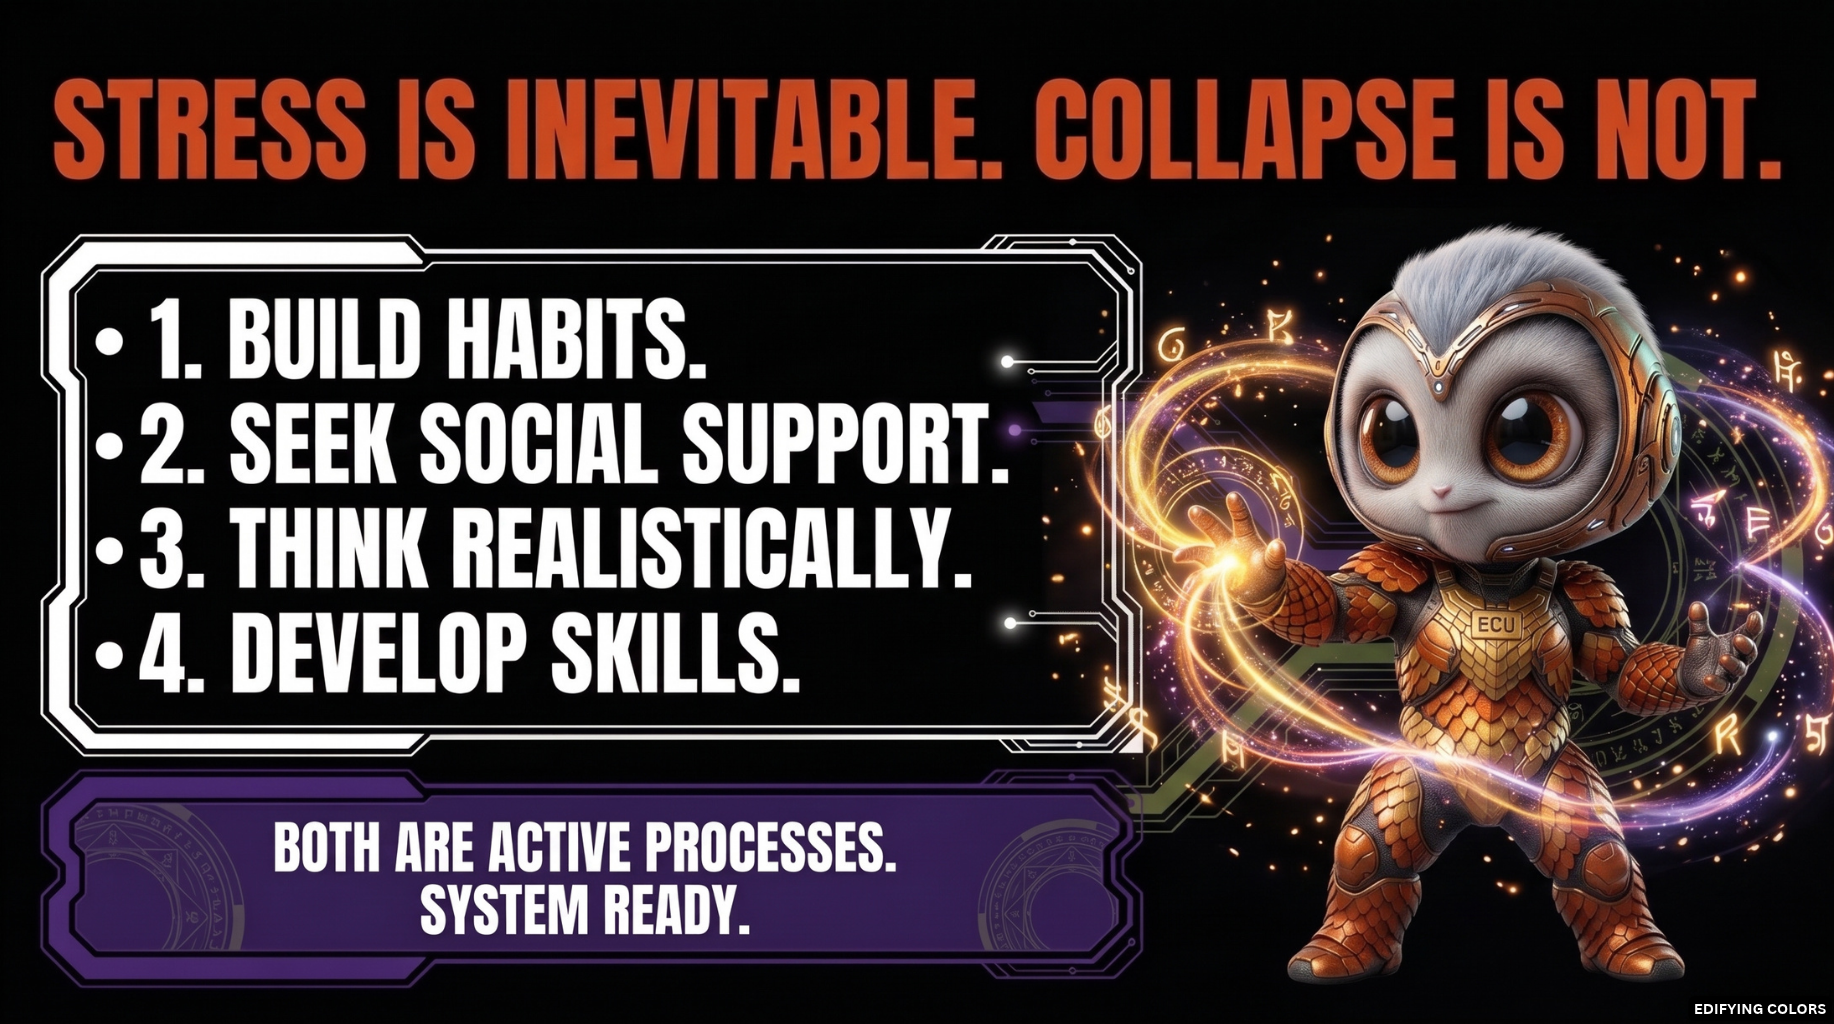 STRESS IS INEVITABLE. COLLAPSE IS NOT.
• 1. BUILD HABITS.
• 2. SEEK SOCIAL SUPPORT.
• 3. THINK REALISTICALLY.
• 4. DEVELOP SKILLS.
ECU
BOTH ARE ACTIVE PROCESSES.
SYSTEM READY.
EDIFYING COLORS